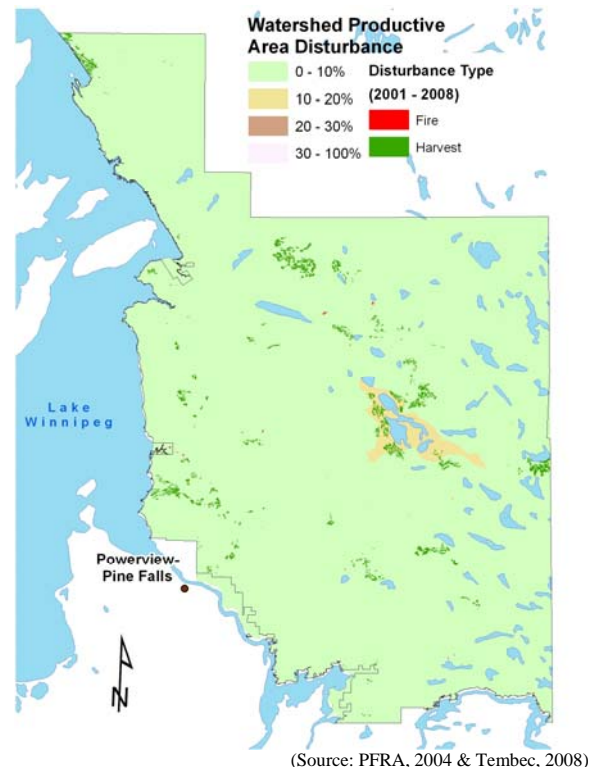 Watershed Productive
Area Disturbance
0 - 10%
10 - 20%
20 - 30%
30 - 100%
Disturbance Type
(2001 - 2008)
Fire
Harvest
Lake
Winnipeg
Powerview-
Pine Falls
N
(Source: PFRA, 2004 & Tembec, 2008)